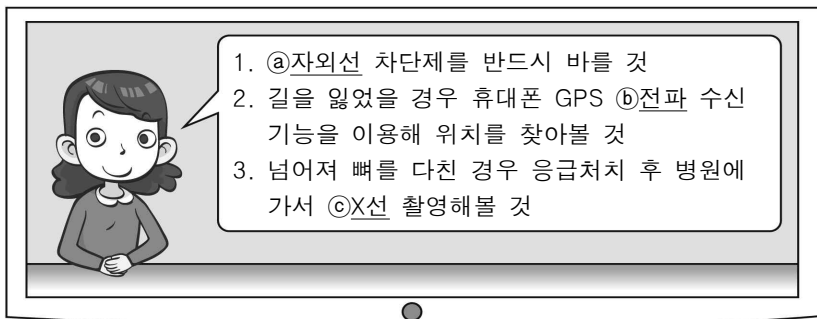 1. ⓐ자외선 차단제를 반드시 바를 것
2. 길을 잃었을 경우 휴대폰 GPS ⓑ전파 수신
기능을 이용해 위치를 찾아볼 것
3. 넘어져 뼈를 다친 경우 응급처치 후 병원에
가서 ⓒX선 촬영해볼 것